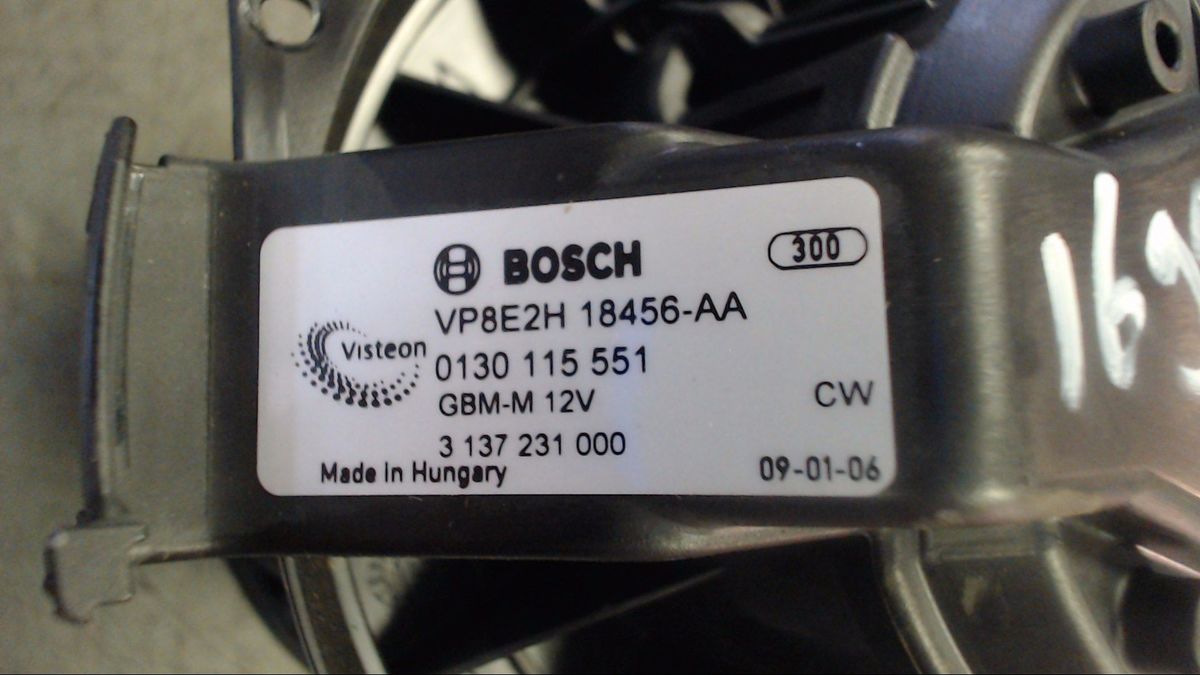 BOSCH
300
VP8E2H 18456-AA
Visteon
0130 115 551
GBM-M 12V
CW
3 137 231 000
Made in Hungary
09-01-06